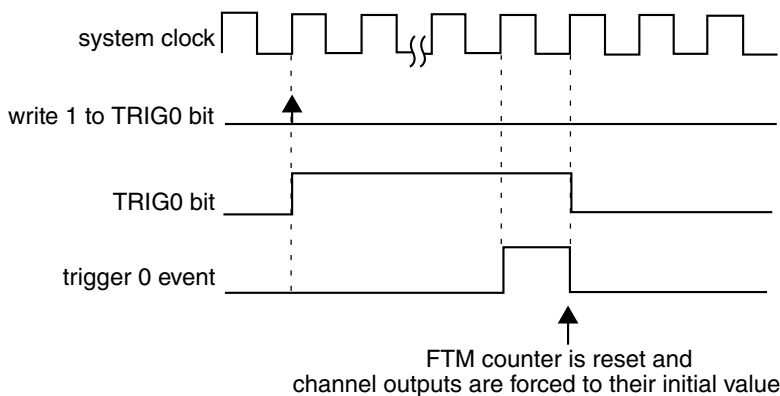 system clock
write 1 to TRIG0 bit
TRIG0 bit
trigger 0 event
FTM counter is reset and
channel outputs are forced to their initial value